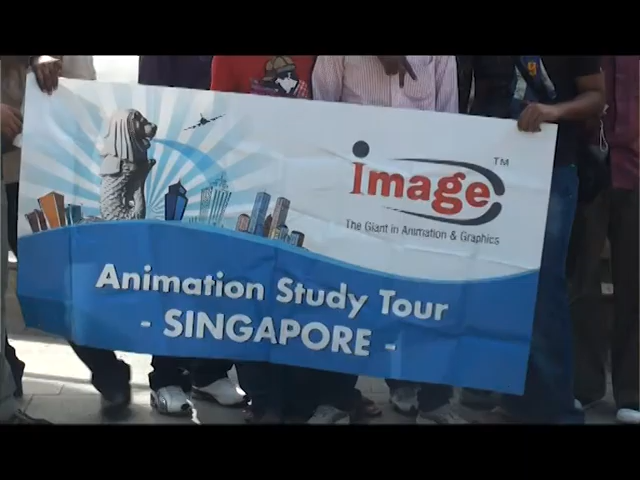 Image TM
The Giant in Animation & Graphics
Animation Study Tour
- SINGAPORE -